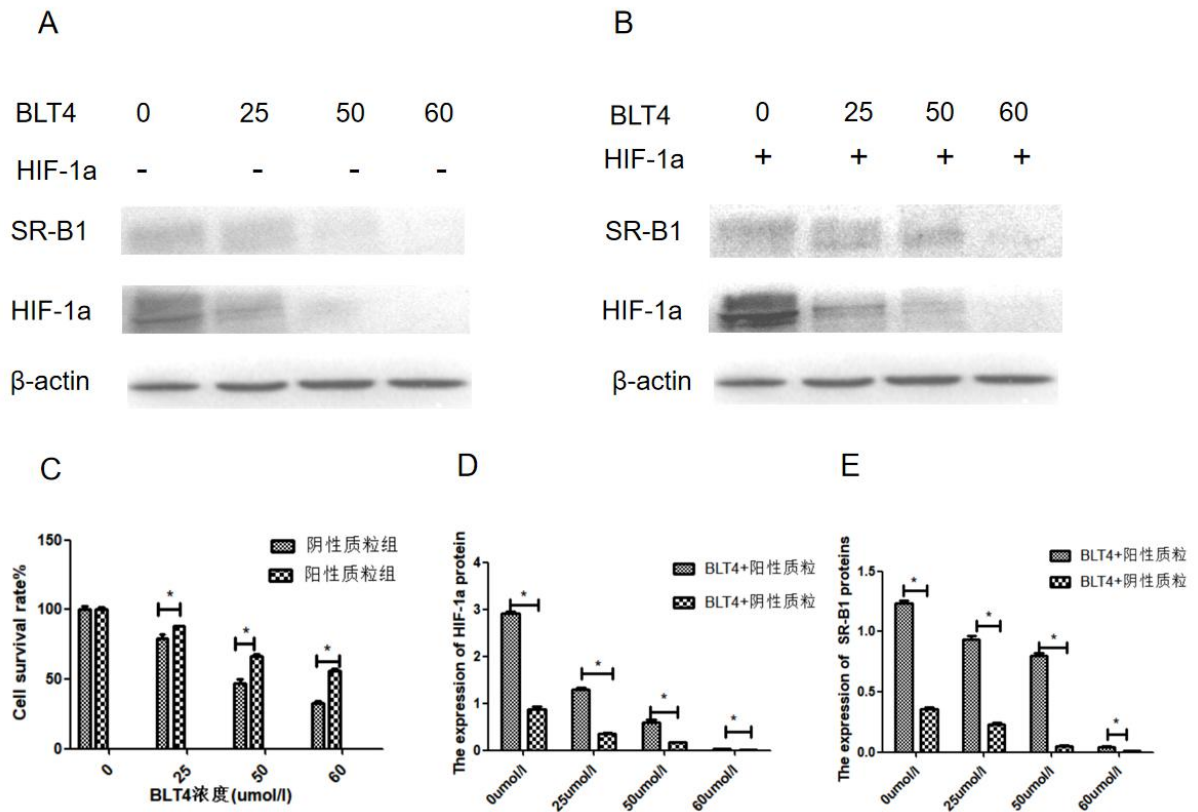 A
BLT4 0 25 50 60
HIF-1a - - - -
SR-B1
HIF-1a
β-actin
B
BLT4 0 25 50 60
HIF-1a + + + +
SR-B1
HIF-1a
β-actin
C
Cell survival rate%
150
100
50
0
阴性质粒组
阳性质粒组
* * *
0 25 50 60
BLT4浓度(umol/l)
D
The expression of HIF-1a protein
4
3
2
1
0
BLT4+阳性质粒
BLT4+阴性质粒
* * * *
0umol/l 25umol/l 50umol/l 60umol/l
E
The expression of SR-B1 proteins
1.5
1.0
0.5
0.0
BLT4+阳性质粒
BLT4+阴性质粒
* * * *
0umol/l 25umol/l 50umol/l 60umol/l